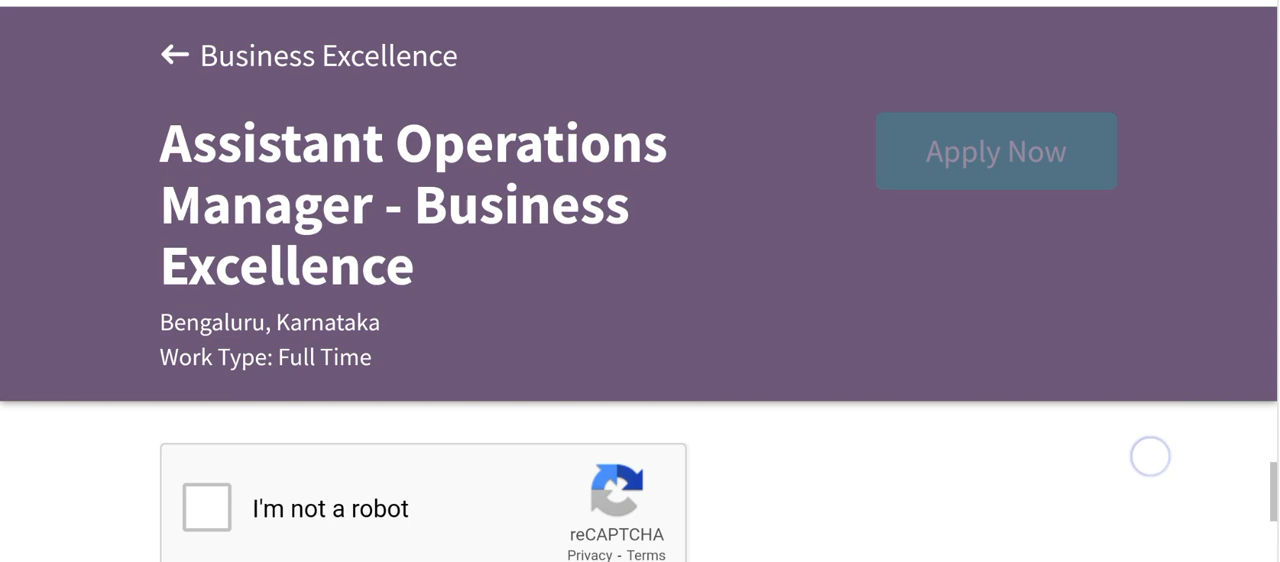 Business Excellence
Assistant Operations
Manager - Business
Excellence
Apply Now
Bengaluru, Karnataka
Work Type: Full Time
I'm not a robot
reCAPTCHA
Privacy - Terms